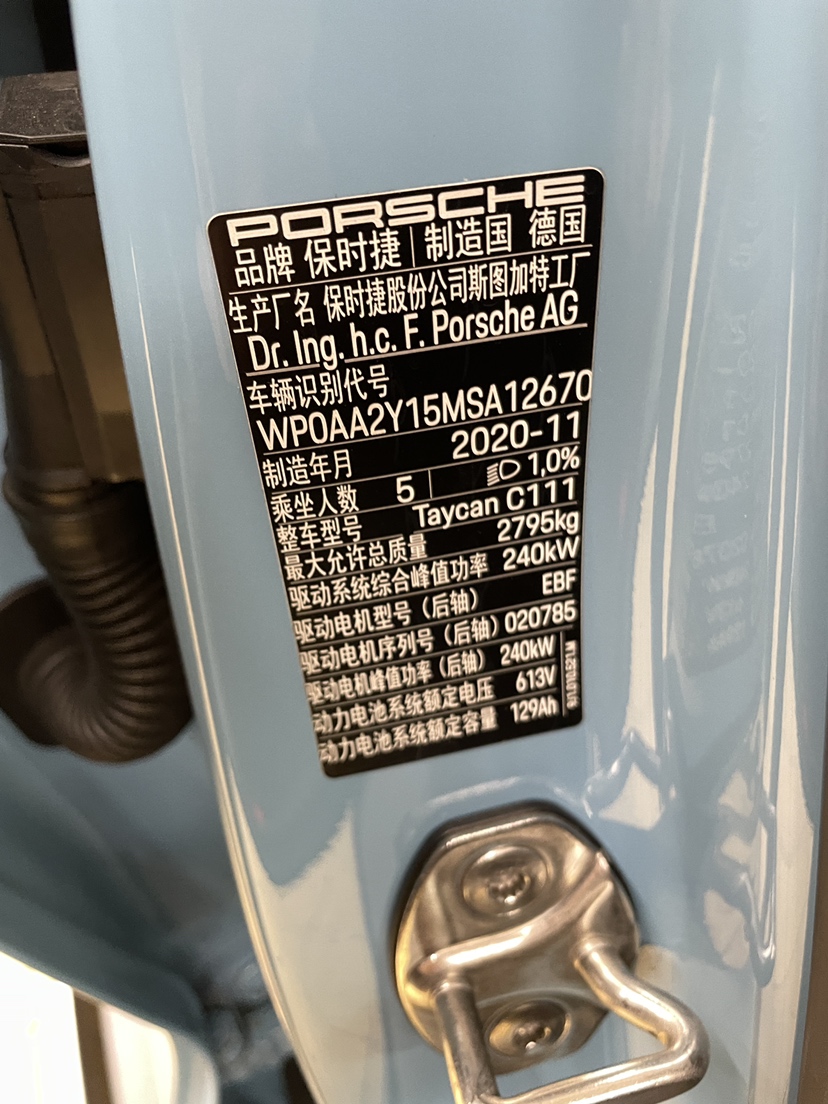 PORSCHE
品牌 保时捷 制造国 德国
生产厂名 保时捷股份公司斯图加特工厂
Dr. Ing. h.c. F. Porsche AG
车辆识别代号
WP0AA2Y15MSA12670
制造年月 2020-11
乘坐人数 5 1,0%
整车型号 Taycan C111
最大允许总质量 2795kg
驱动系统综合峰值功率 240kW
驱动电机型号（后轴） EBF
驱动电机序列号（后轴） 020785
驱动电机峰值功率（后轴） 240kW
动力电池系统额定电压 613V
动力电池系统额定容量 129Ah